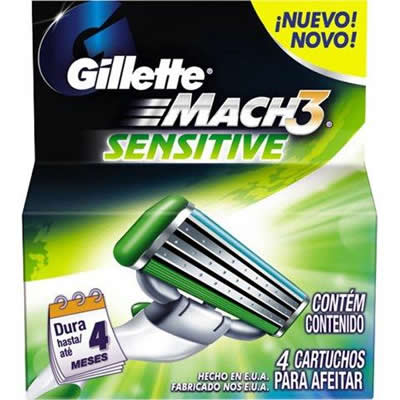 ¡NUEVO!
NOVO!
Gillette
MACH3
SENSITIVE
Dura
hasta/
até
4
MESES
CONTÉM
CONTENIDO
4 CARTUCHOS
PARA AFEITAR
HECHO EN E.U.A.
FABRICADO NOS E.U.A.